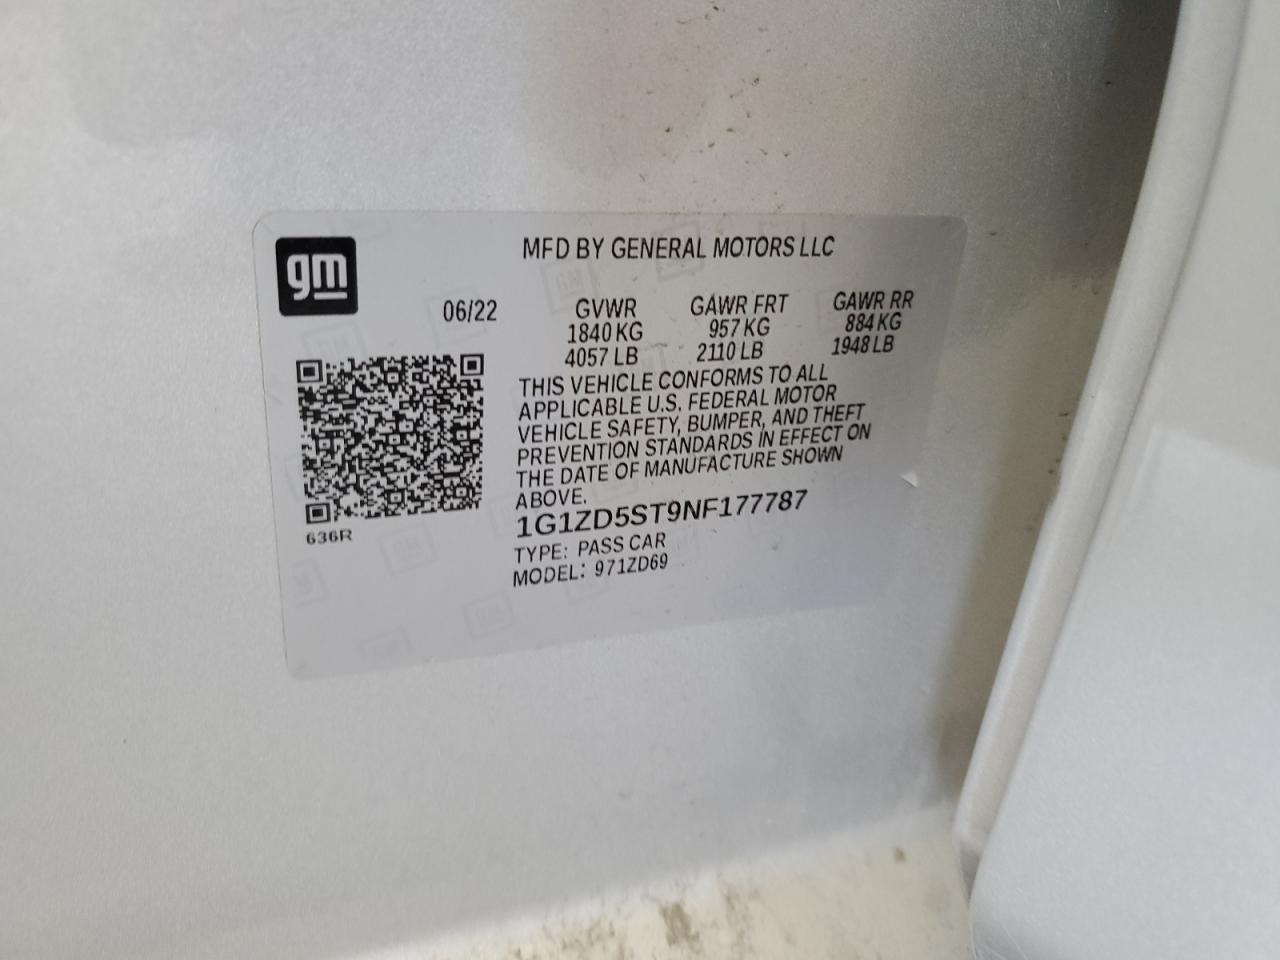 gm
MFD BY GENERAL MOTORS LLC
06/22 GVWR GAWR FRT GAWR RR
1840 KG 957 KG 884 KG
4057 LB 2110 LB 1948 LB
THIS VEHICLE CONFORMS TO ALL
APPLICABLE U.S. FEDERAL MOTOR
VEHICLE SAFETY, BUMPER, AND THEFT
PREVENTION STANDARDS IN EFFECT ON
THE DATE OF MANUFACTURE SHOWN
ABOVE.
1G1ZD5ST9NF177787
TYPE: PASS CAR
MODEL: 971ZD69
636R